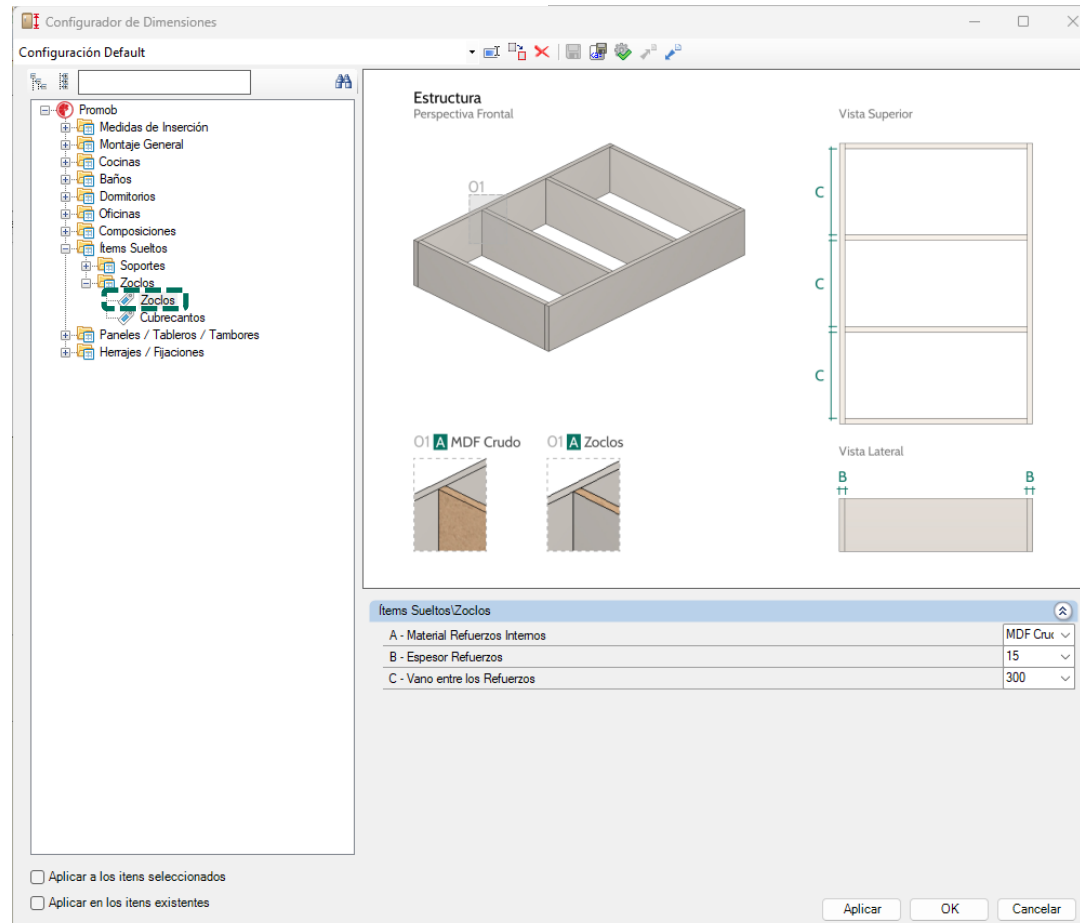 Configurador de Dimensiones
Configuración Default
Promob
Medidas de Inserción
Montaje General
Cocinas
Baños
Dormitorios
Oficinas
Composiciones
Ítems Sueltos
Soportes
Zoclos
Zoclos
Cubrecantos
Paneles / Tableros / Tambores
Herrajes / Fijaciones
Estructura
Perspectiva Frontal
Vista Superior
01
C
C
C
01 A MDF Crudo
01 A Zoclos
Vista Lateral
B B
Ítems Sueltos\Zoclos
A - Material Refuerzos Internos MDF Cruc
B - Espesor Refuerzos 15
C - Vano entre los Refuerzos 300
Aplicar a los itens seleccionados
Aplicar en los itens existentes
Aplicar OK Cancelar